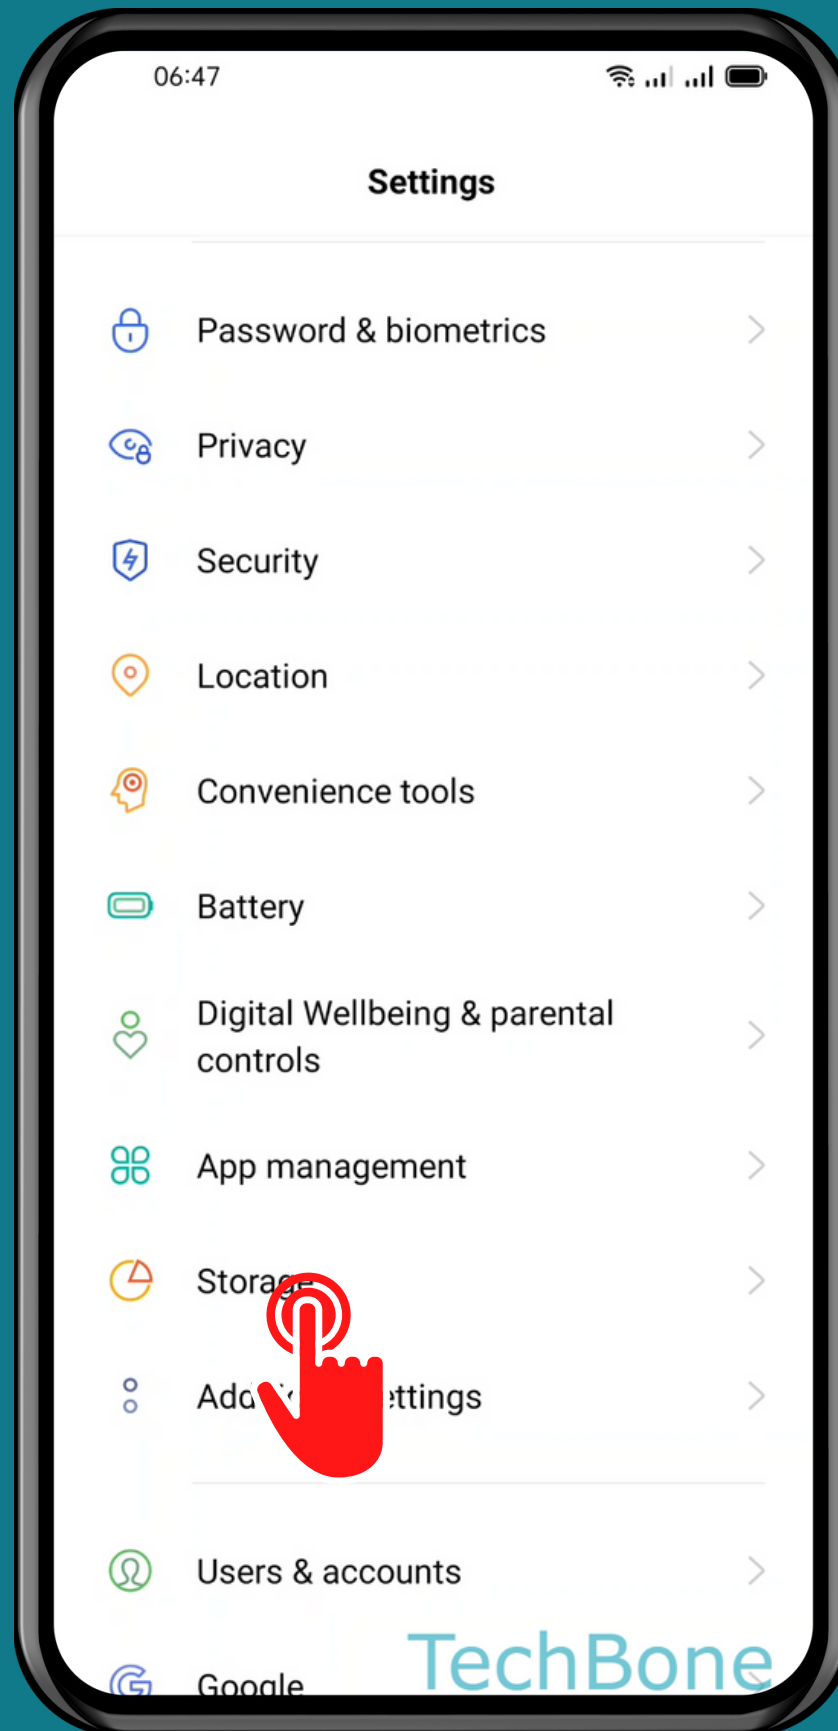 06:47
Settings
Password & biometrics
Privacy
Security
Location
Convenience tools
Battery
Digital Wellbeing & parental
controls
App management
Storage
Users & accounts
TechBone
Google